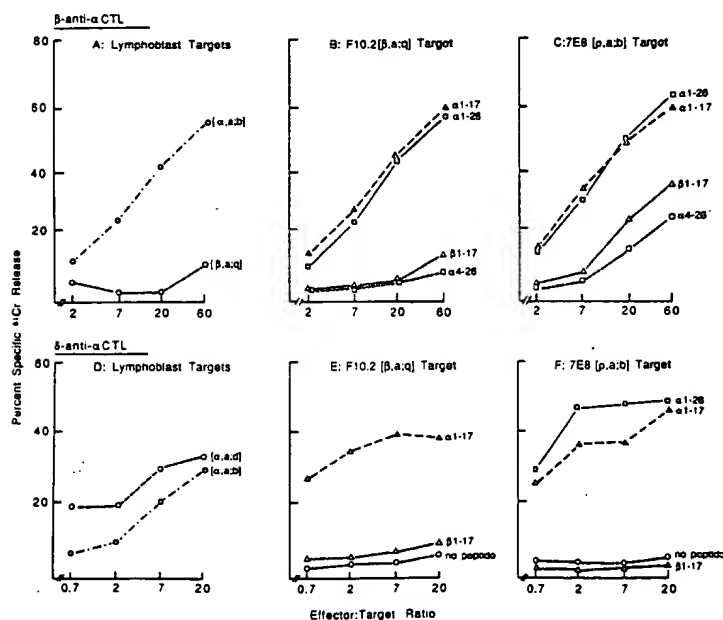 β-anti-αCTL
A: Lymphoblast Targets
B: F10.2[β,a;q] Target
C:7E8 [ρ,a;b] Target
80
60
40
20
[α,a;b]
[β,a;q]
α1-17
α1-26
β1-17
α4-26
α1-26
α1-17
β1-17
α4-26
2 7 20 60
2 7 20 60
2 7 20 60
Percent Specific ⁵¹Cr Release
δ-anti-αCTL
D: Lymphoblast Targets
E: F10.2 [β,a;q] Target
F: 7E8 [ρ,a;b] Target
60
40
20
[α,a;d]
[α,a;b]
α1-17
β1-17
no peptide
α1-26
α1-17
no peptide
β1-17
0.7 2 7 20
0.7 2 7 20
0.7 2 7 20
Effector:Target Ratio